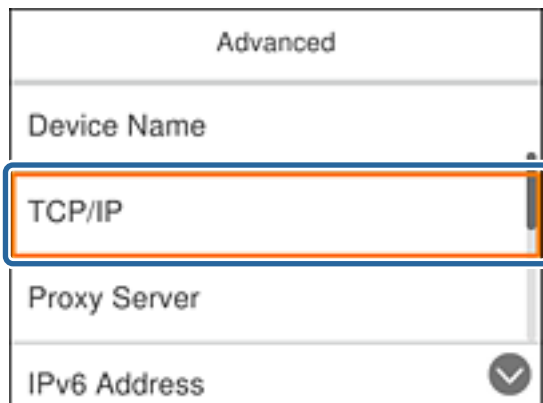 Advanced
Device Name
TCP/IP
Proxy Server
IPv6 Address